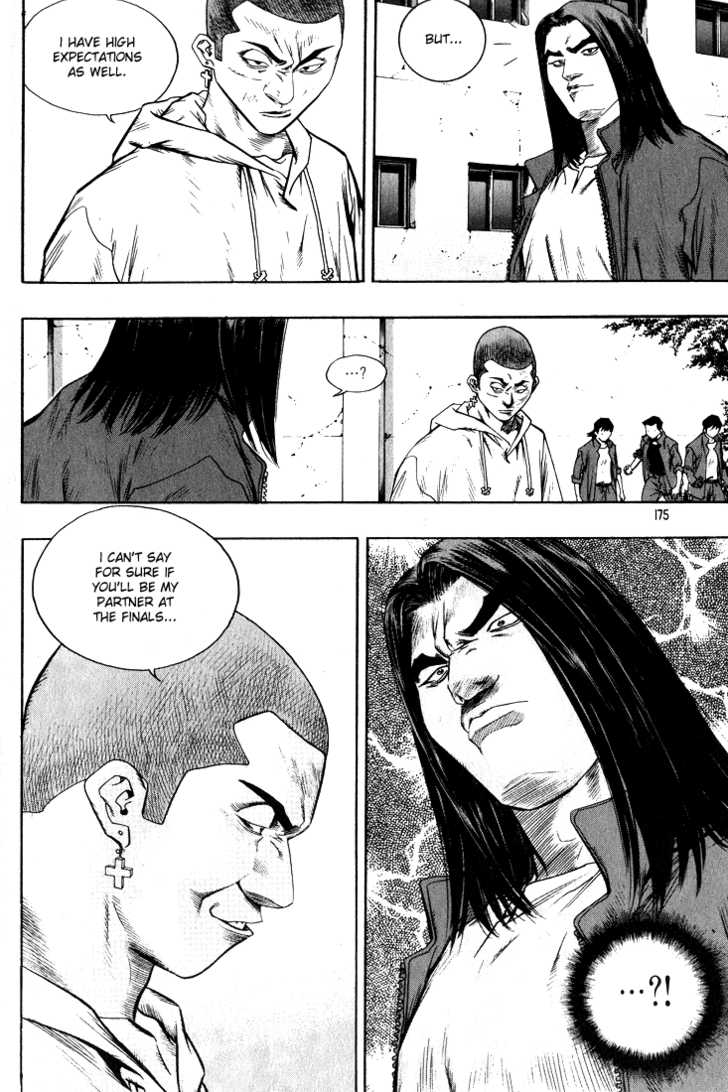 I HAVE HIGH
EXPECTATIONS
AS WELL.
BUT...
...?
175
I CAN'T SAY
FOR SURE IF
YOU'LL BE MY
PARTNER AT
THE FINALS...
...?!